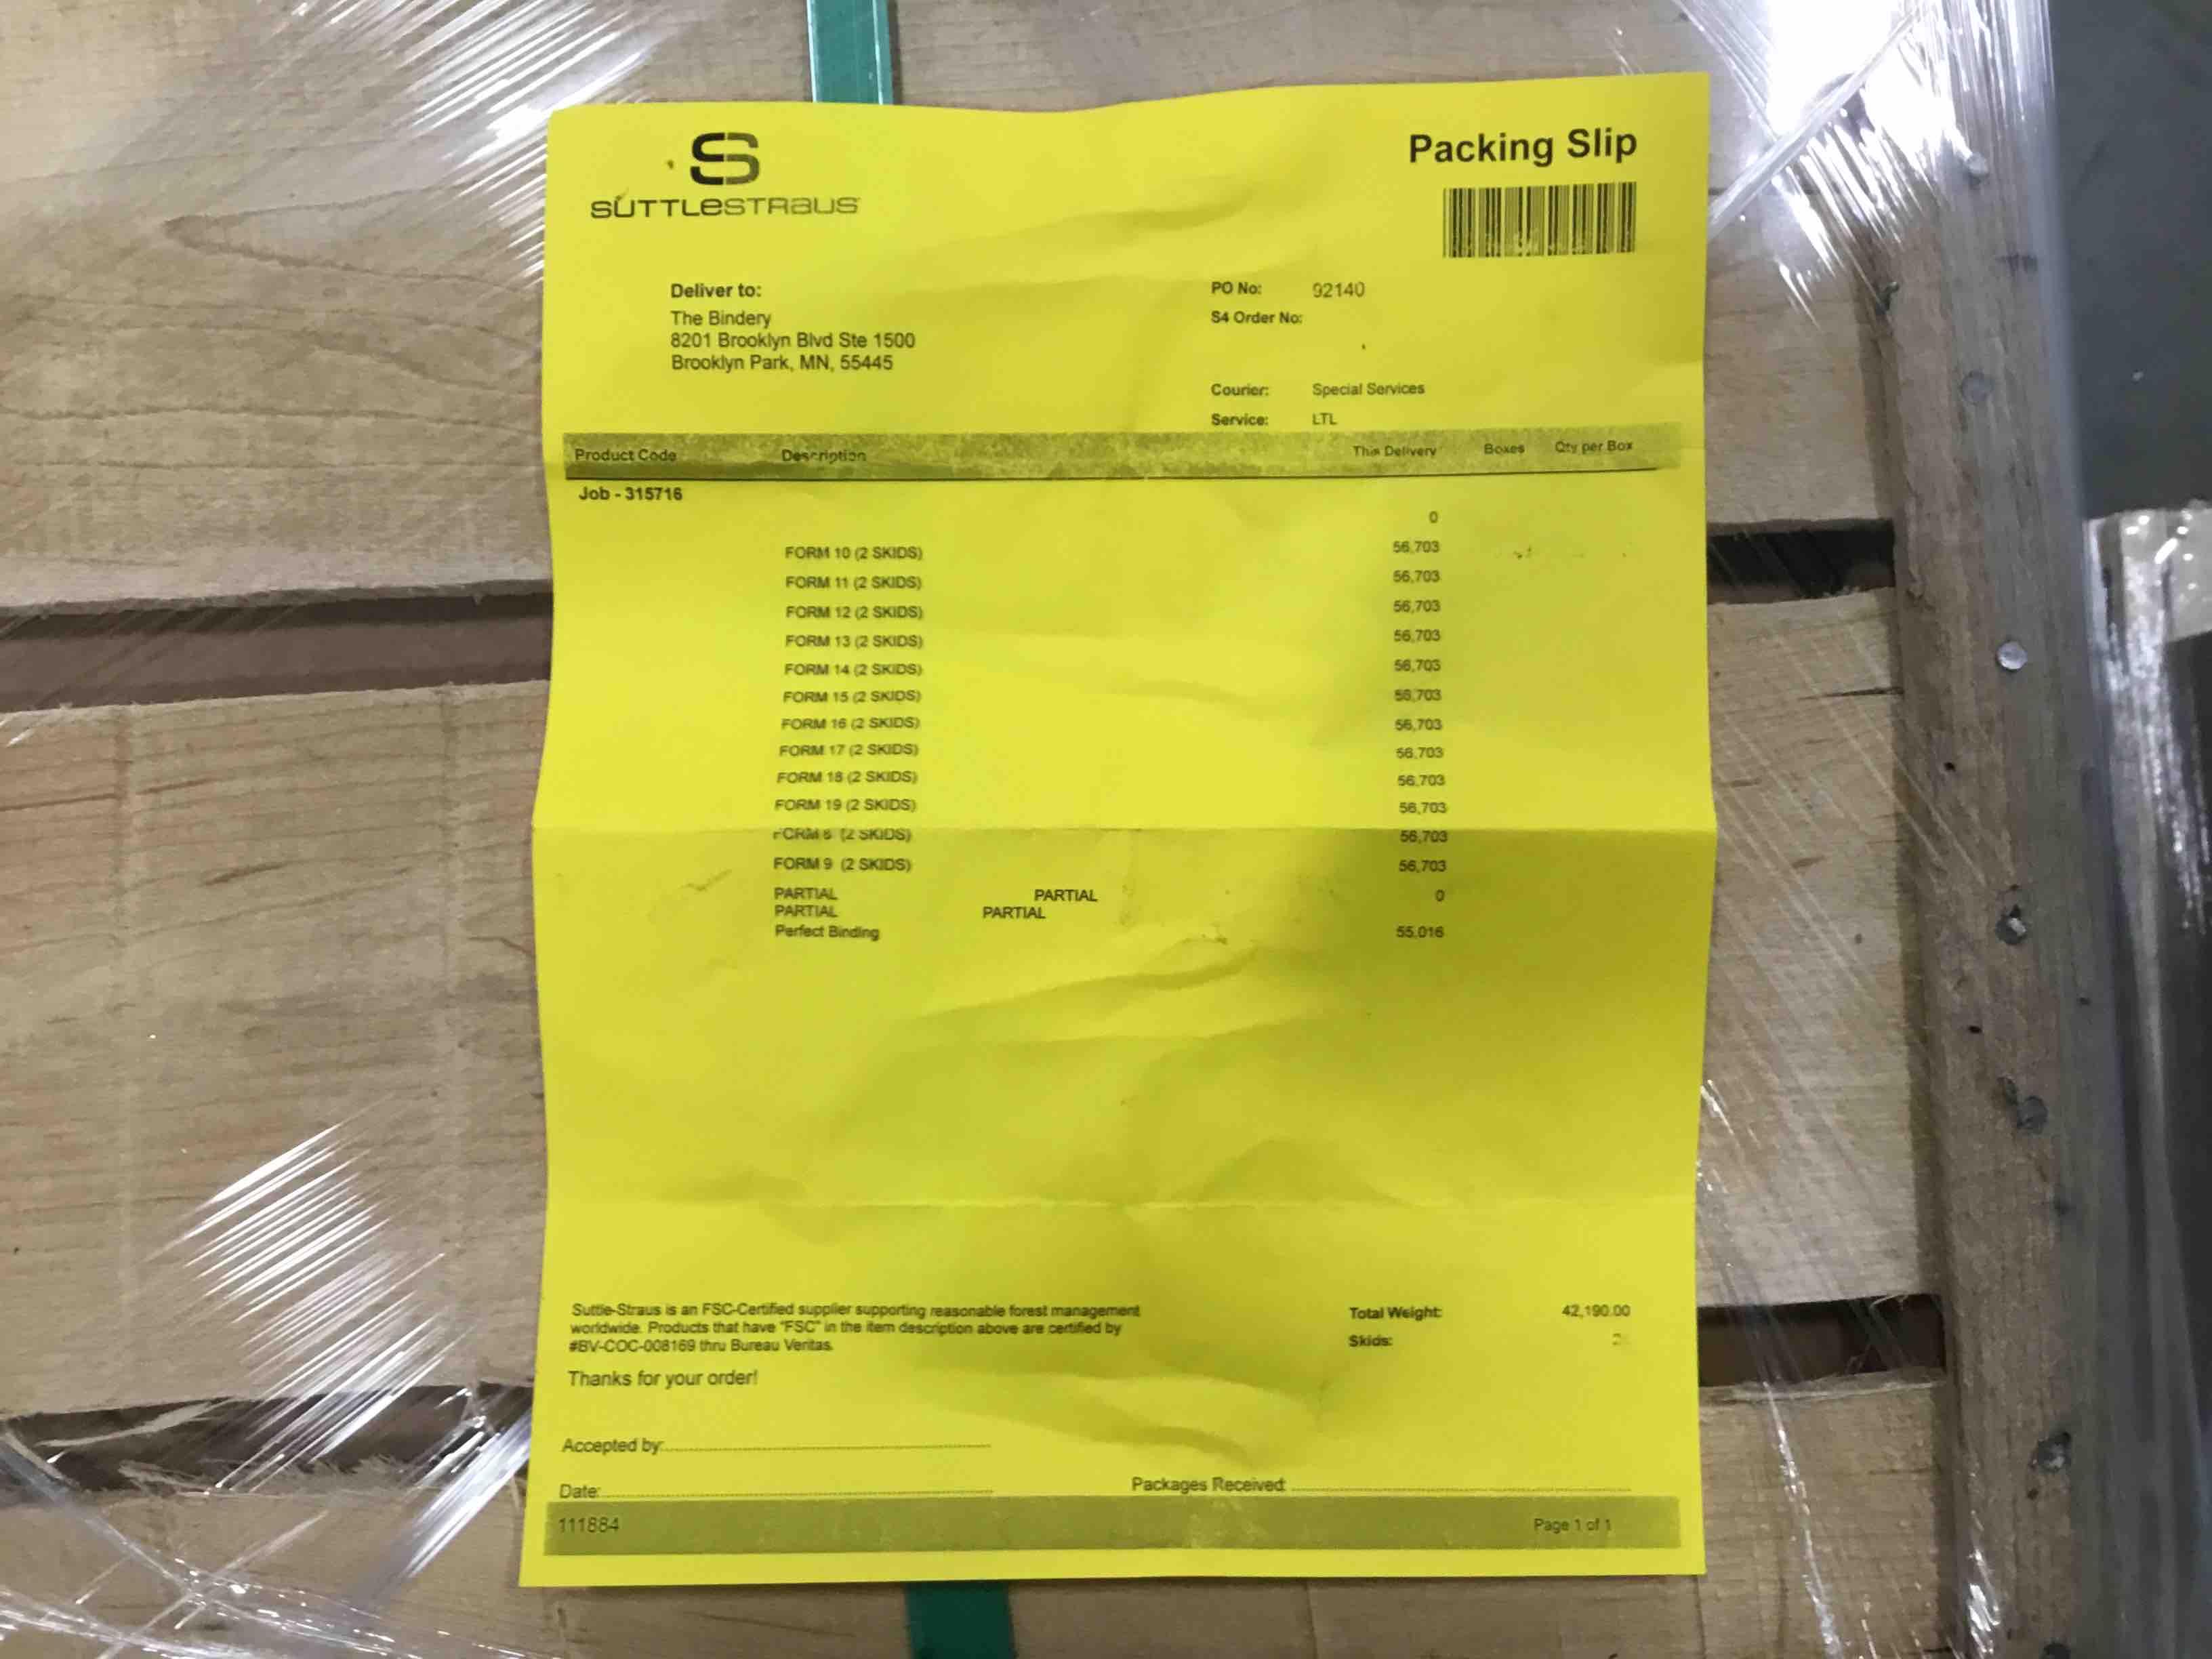 SUTTLESTRAUS
Packing Slip
Deliver to:
The Bindery
8201 Brooklyn Blvd Ste 1500
Brooklyn Park, MN, 55445
PO No: 92140
S4 Order No:
Courier: Special Services
Service: LTL
Product Code Description This Delivery Boxes Qty per Box
Job - 315716
0
FORM 10 (2 SKIDS) 56,703
FORM 11 (2 SKIDS) 56,703
FORM 12 (2 SKIDS) 56,703
FORM 13 (2 SKIDS) 56,703
FORM 14 (2 SKIDS) 56,703
FORM 15 (2 SKIDS) 56,703
FORM 16 (2 SKIDS) 56,703
FORM 17 (2 SKIDS) 56,703
FORM 18 (2 SKIDS) 56,703
FORM 19 (2 SKIDS) 56,703
FORM (2 SKIDS) 56,703
FORM 9 (2 SKIDS) 56,703
PARTIAL PARTIAL 0
PARTIAL PARTIAL
Perfect Binding 55,016
Suttle-Straus is an FSC-Certified supplier supporting reasonable forest management
worldwide. Products that have "FSC" in the item description above are certified by
#BV-COC-008169 thru Bureau Veritas.
Total Weight: 42,190.00
Skids:
Thanks for your order!
Accepted by:
Date:
Packages Received:
111884
Page 1 of 1